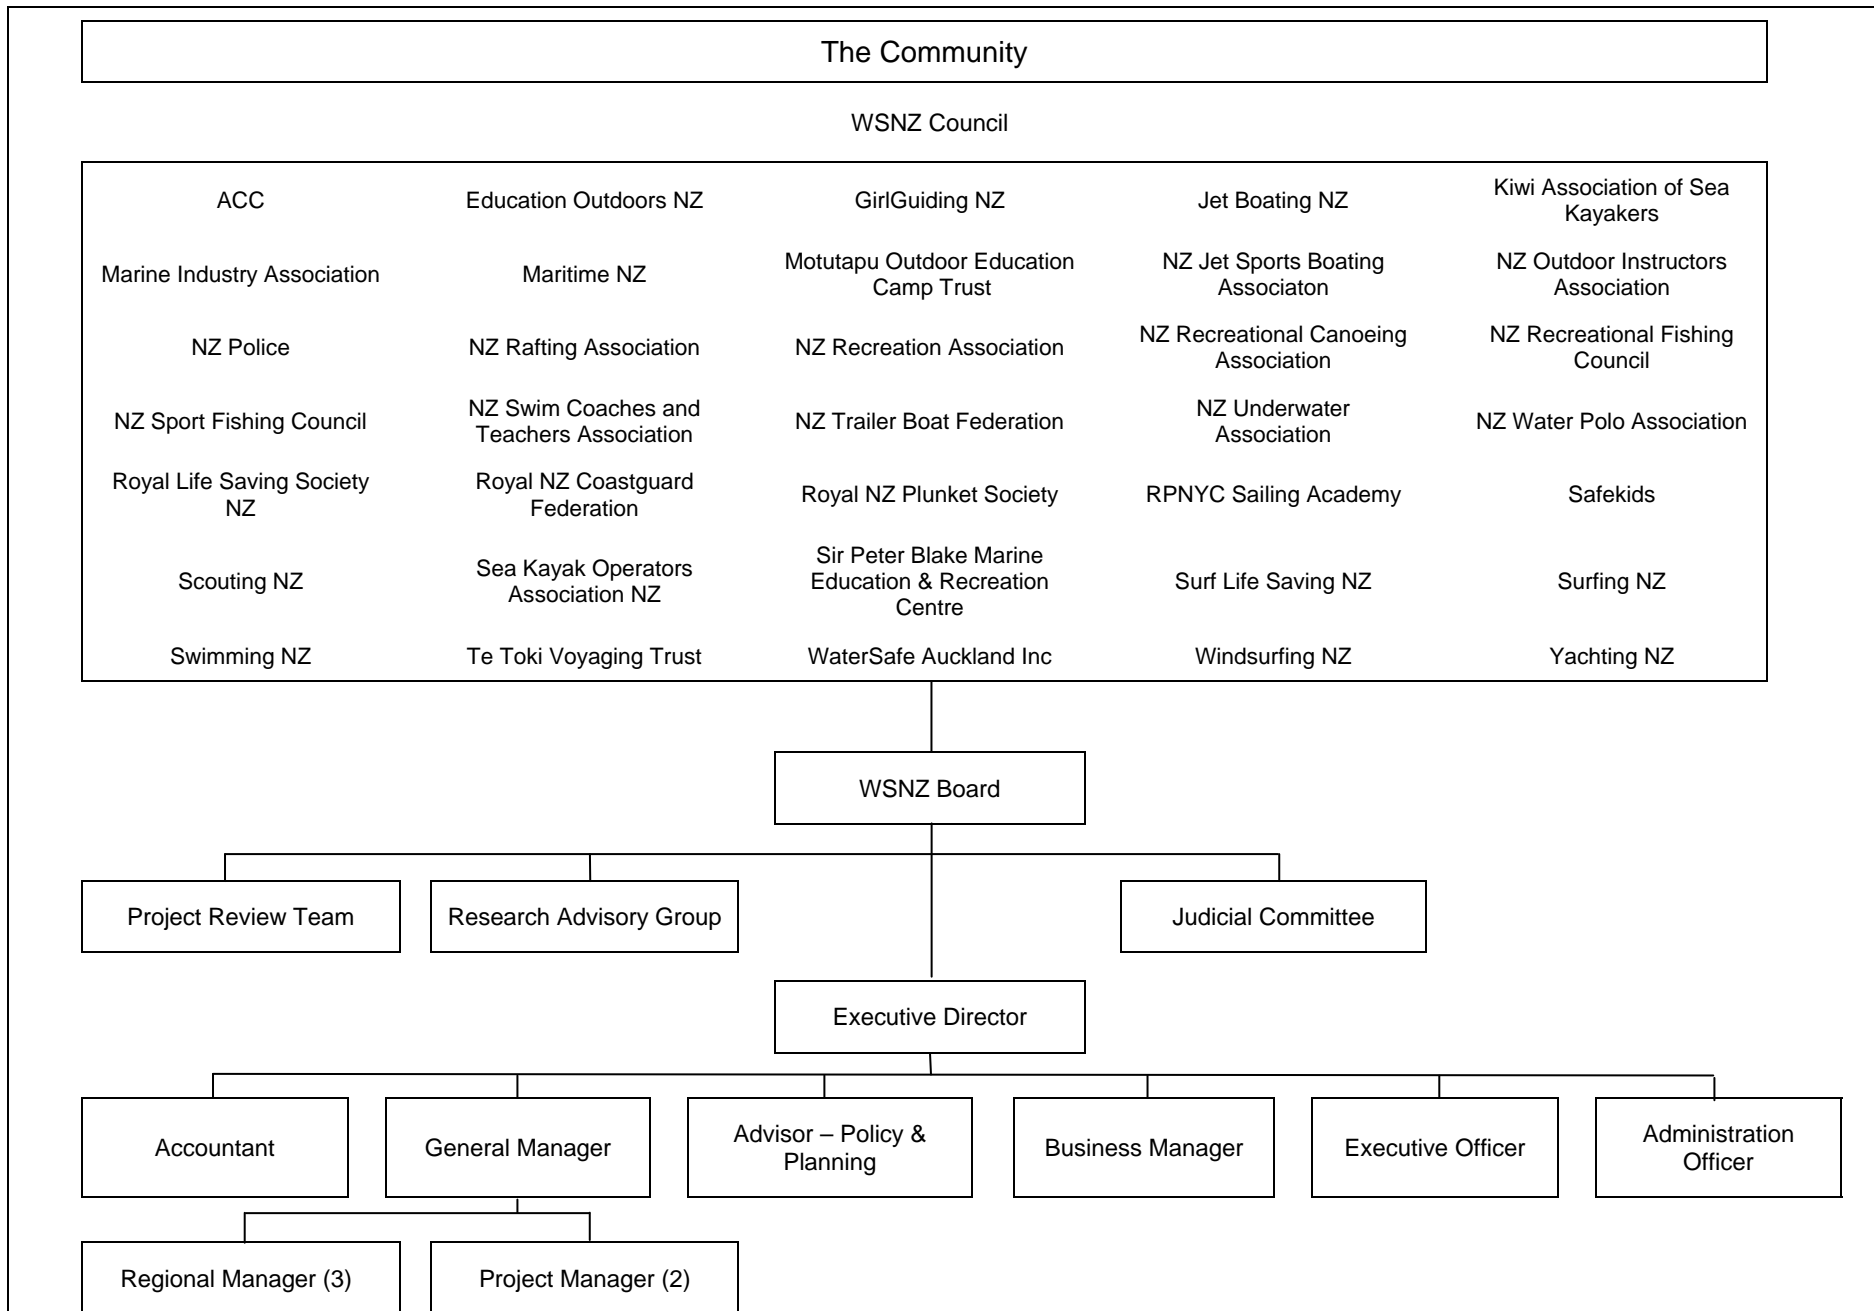 The Community
WSNZ Council
ACC
Education Outdoors NZ
GirlGuiding NZ
Jet Boating NZ
Kiwi Association of Sea
Kayakers
Marine Industry Association
Maritime NZ
Motutapu Outdoor Education
Camp Trust
NZ Jet Sports Boating
Associaton
NZ Outdoor Instructors
Association
NZ Police
NZ Rafting Association
NZ Recreation Association
NZ Recreational Canoeing
Association
NZ Recreational Fishing
Council
NZ Sport Fishing Council
NZ Swim Coaches and
Teachers Association
NZ Trailer Boat Federation
NZ Underwater
Association
NZ Water Polo Association
Royal Life Saving Society
NZ
Royal NZ Coastguard
Federation
Royal NZ Plunket Society
RPNYC Sailing Academy
Safekids
Scouting NZ
Sea Kayak Operators
Association NZ
Sir Peter Blake Marine
Education & Recreation
Centre
Surf Life Saving NZ
Surfing NZ
Swimming NZ
Te Toki Voyaging Trust
WaterSafe Auckland Inc
Windsurfing NZ
Yachting NZ
WSNZ Board
Project Review Team
Research Advisory Group
Judicial Committee
Executive Director
Accountant
General Manager
Advisor – Policy &
Planning
Business Manager
Executive Officer
Administration
Officer
Regional Manager (3)
Project Manager (2)